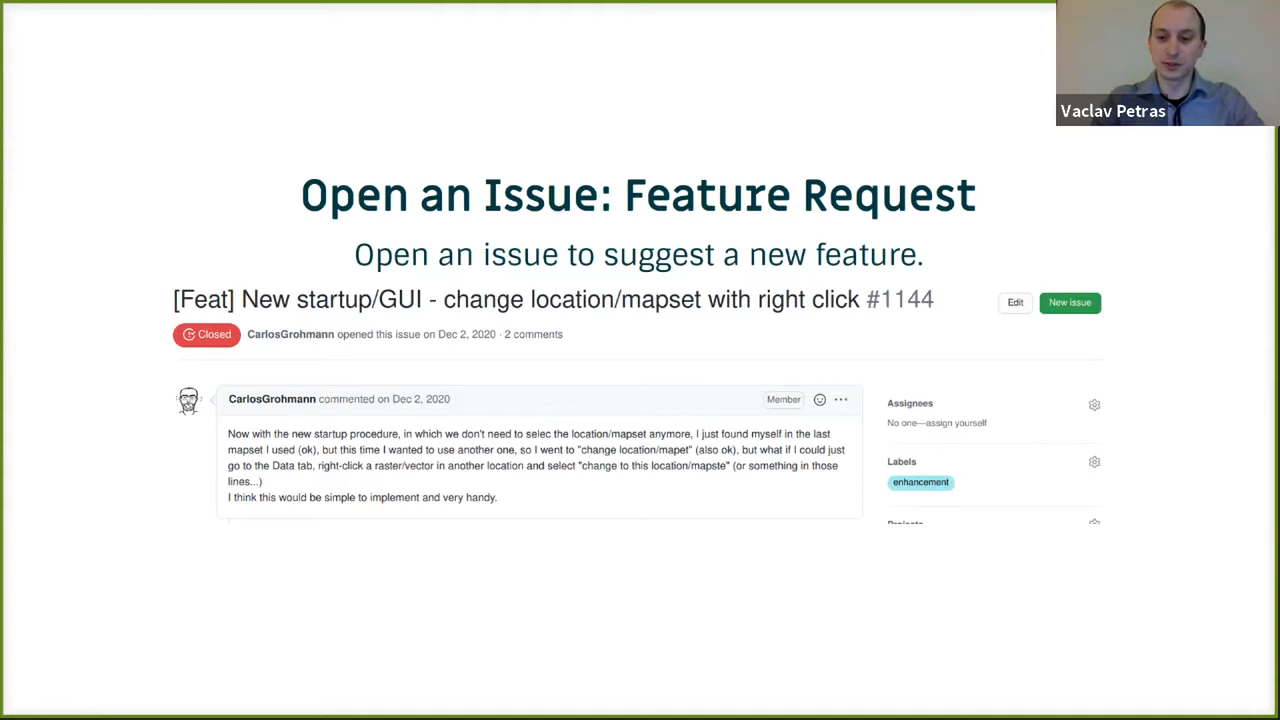 Vaclav Petras
Open an Issue: Feature Request
Open an issue to suggest a new feature.
[Feat] New startup/GUI - change location/mapset with right click #1144
Edit
New issue
Closed
CarlosGrohmann opened this issue on Dec 2, 2020 · 2 comments
CarlosGrohmann commented on Dec 2, 2020
Member
Now with the new startup procedure, in which we don't need to selec the location/mapset anymore, I just found myself in the last
mapset I used (ok), but this time I wanted to use another one, so I went to "change location/mapet" (also ok), but what if I could just
go to the Data tab, right-click a raster/vector in another location and select "change to this location/mapste" (or something in those
lines...)
I think this would be simple to implement and very handy.
Assignees
No one—assign yourself
Labels
enhancement
Projects